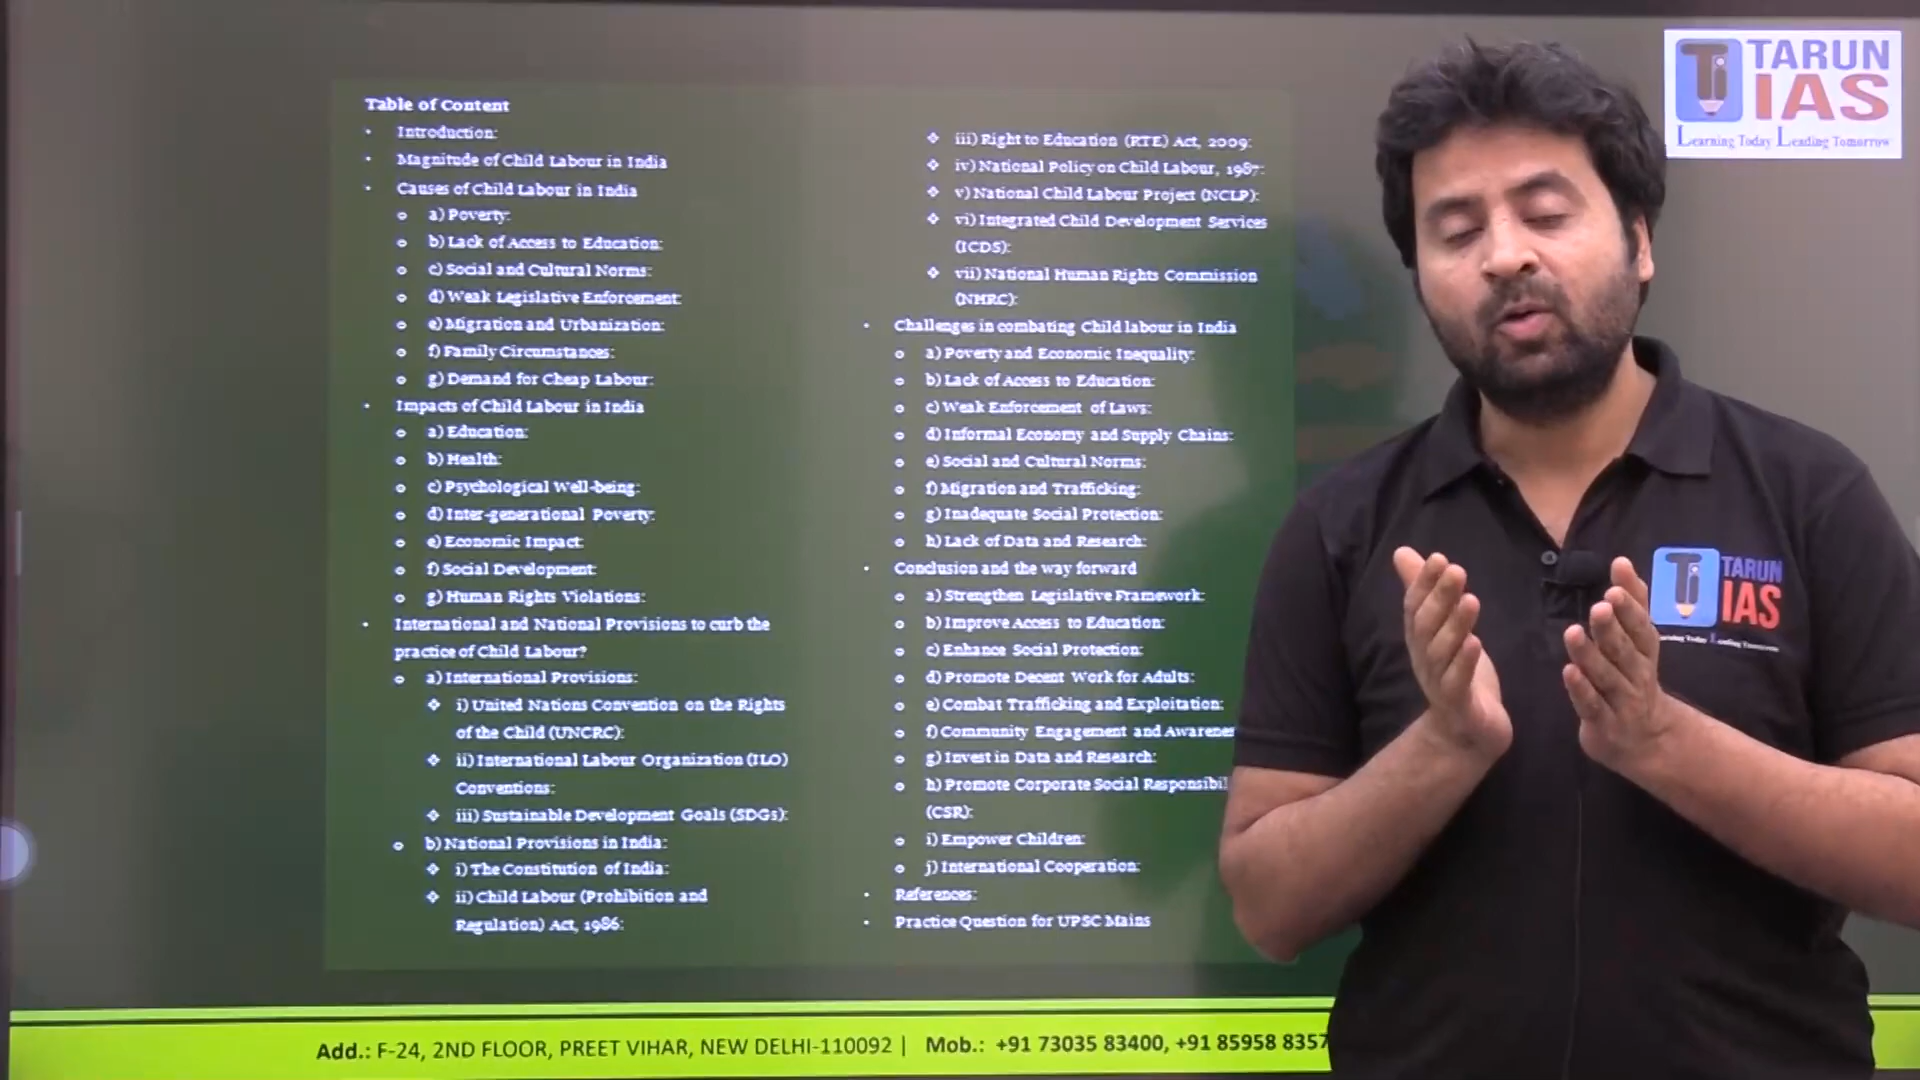 Table of Content
• Introduction:
• Magnitude of Child Labour in India
• Causes of Child Labour in India
o a) Poverty:
o b) Lack of Access to Education:
o c) Social and Cultural Norms:
o d) Weak Legislative Enforcement:
o e) Migration and Urbanization:
o f) Family Circumstances:
o g) Demand for Cheap Labour:
• Impacts of Child Labour in India
o a) Education:
o b) Health:
o c) Psychological Well-being:
o d) Inter-generational Poverty:
o e) Economic Impact:
o f) Social Development:
o g) Human Rights Violations:
• International and National Provisions to curb the
practice of Child Labour?
o a) International Provisions:
❖ i) United Nations Convention on the Rights
of the Child (UNCRC):
❖ ii) International Labour Organization (ILO)
Conventions:
❖ iii) Sustainable Development Goals (SDGs):
o b) National Provisions in India:
❖ i) The Constitution of India:
❖ ii) Child Labour (Prohibition and
Regulation) Act, 1986:
❖ iii) Right to Education (RTE) Act, 2009:
❖ iv) National Policy on Child Labour, 1987:
❖ v) National Child Labour Project (NCLP):
❖ vi) Integrated Child Development Services
(ICDS):
❖ vii) National Human Rights Commission
(NHRC):
• Challenges in combating Child labour in India
o a) Poverty and Economic Inequality:
o b) Lack of Access to Education:
o c) Weak Enforcement of Laws:
o d) Informal Economy and Supply Chains:
o e) Social and Cultural Norms:
o f) Migration and Trafficking:
o g) Inadequate Social Protection:
o h) Lack of Data and Research:
• Conclusion and the way forward
o a) Strengthen Legislative Framework:
o b) Improve Access to Education:
o c) Enhance Social Protection:
o d) Promote Decent Work for Adults:
o e) Combat Trafficking and Exploitation:
o f) Community Engagement and Awarenes
o g) Invest in Data and Research:
o h) Promote Corporate Social Responsibil
(CSR):
o i) Empower Children:
o j) International Cooperation:
• References:
• Practice Question for UPSC Mains
TARUN
IAS
Learning Today Leading Tomorrow
TARUN
IAS
Learning Today Leading Tomorrow
Add.: F-24, 2ND FLOOR, PREET VIHAR, NEW DELHI-110092 | Mob.: +91 73035 83400, +91 85958 8357